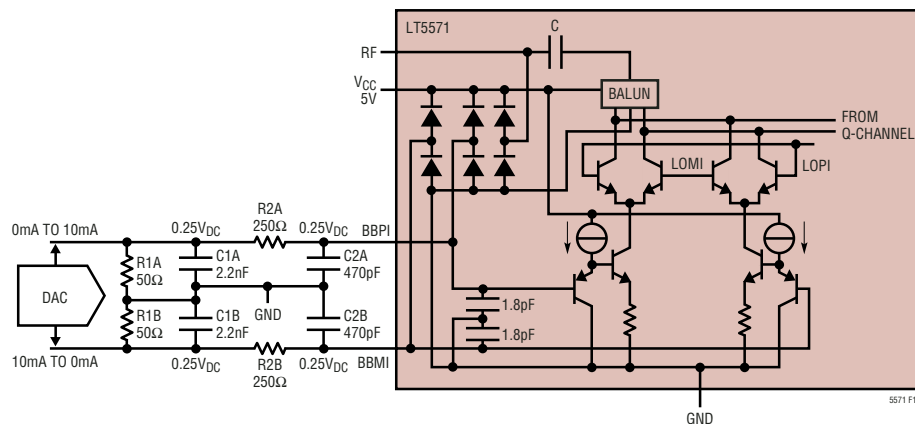 LT5571
C
RF
VCC
5V
BALUN
FROM
Q-CHANNEL
LOMI
LOPI
0mA TO 10mA
0.25VDC
R2A
250Ω
0.25VDC
BBPI
R1A
50Ω
C1A
2.2nF
C2A
470pF
DAC
GND
1.8pF
R1B
50Ω
C1B
2.2nF
C2B
470pF
1.8pF
10mA TO 0mA
0.25VDC
R2B
250Ω
0.25VDC
BBMI
GND
5571 F1